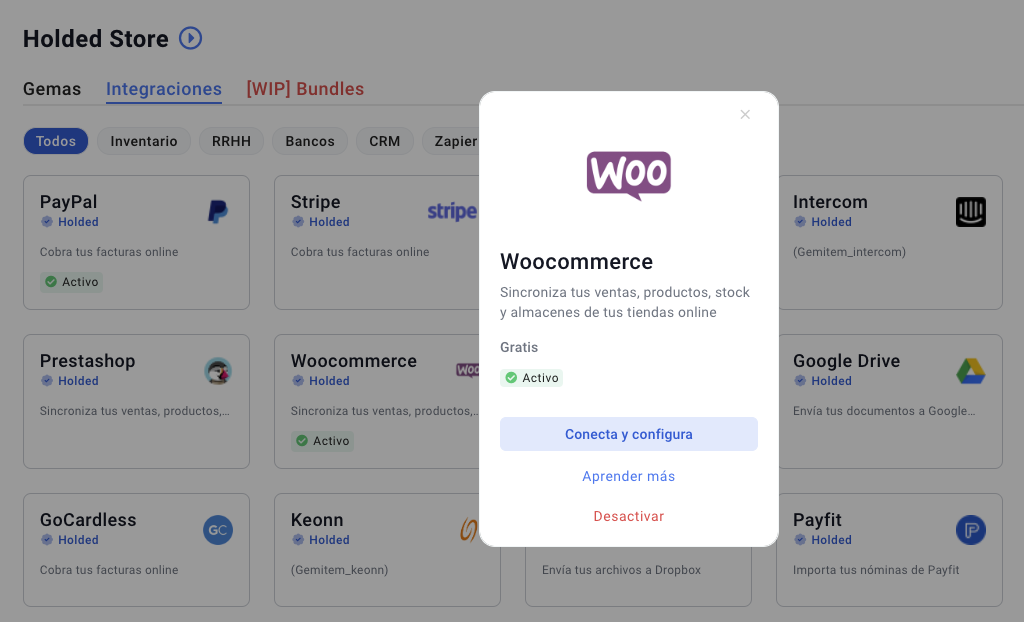 Holded Store
Gemas Integraciones [WIP] Bundles
Todos Inventario RRHH Bancos CRM Zapier
PayPal
Holded
Cobra tus facturas online
Activo
Stripe
Holded
stripe
Cobra tus facturas online
Intercom
Holded
(Gemitem_intercom)
Prestashop
Holded
Sincroniza tus ventas, productos,...
Woocommerce
Holded
Sincroniza tus ventas, productos,...
Activo
Google Drive
Holded
Envía tus documentos a Google...
GoCardless
Holded
GC
Cobra tus facturas online
Keonn
Holded
(Gemitem_keonn)
Envía tus archivos a Dropbox
Payfit
Holded
Importa tus nóminas de Payfit
WOO
Woocommerce
Sincroniza tus ventas, productos, stock
y almacenes de tus tiendas online
Gratis
Activo
Conecta y configura
Aprender más
Desactivar